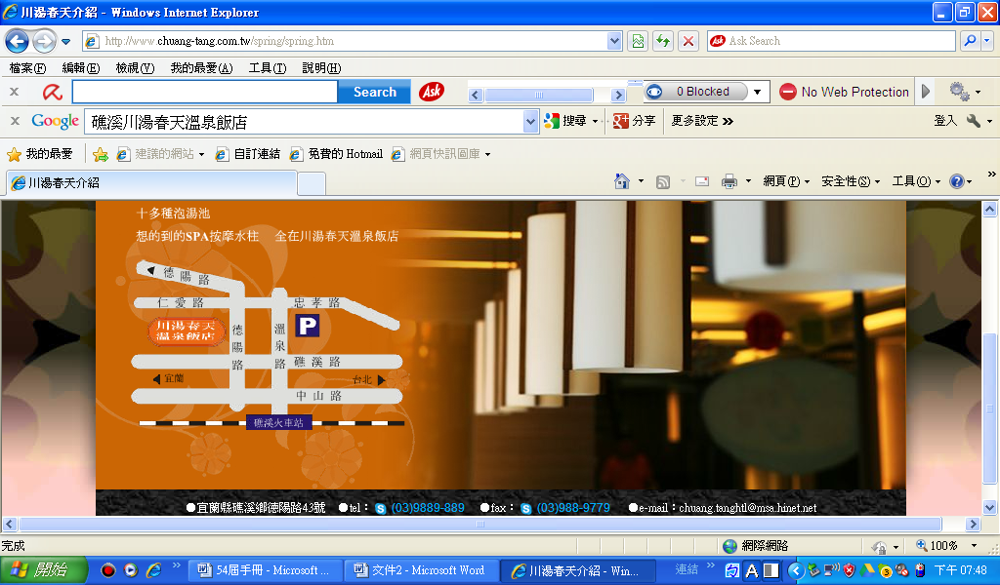 川湯春天介紹 - Windows Internet Explorer
http://www.chuang-tang.com.tw/spring/spring.htm
Ask Search
檔案(F) 編輯(E) 檢視(V) 我的最愛(A) 工具(T) 說明(H)
Search Ask 0 Blocked No Web Protection
Google 礁溪川湯春天溫泉飯店 搜尋 分享 更多設定 » 登入
我的最愛 建議的網站 自訂連結 免費的 Hotmail 網頁快訊圖庫
川湯春天介紹 網頁(P) 安全性(S) 工具(O) »
十多種泡湯池
想的到的SPA按摩水柱 全在川湯春天溫泉飯店
德陽路
仁愛路 忠孝路
川湯春天
溫泉飯店
德陽路
溫泉路
P
礁溪路
宜蘭 台北
中山路
礁溪火車站
●宜蘭縣礁溪鄉德陽路43號 ●tel： (03)9889-889 ●fax： (03)988-9779 ●e-mail：chuang.tanghtl@msa.hinet.net
完成 網際網路 100%
開始 » 54屆手冊 - Microsoft ... 文件2 - Microsoft Word 川湯春天介紹 - Win... 連結 » A 下午 07:48